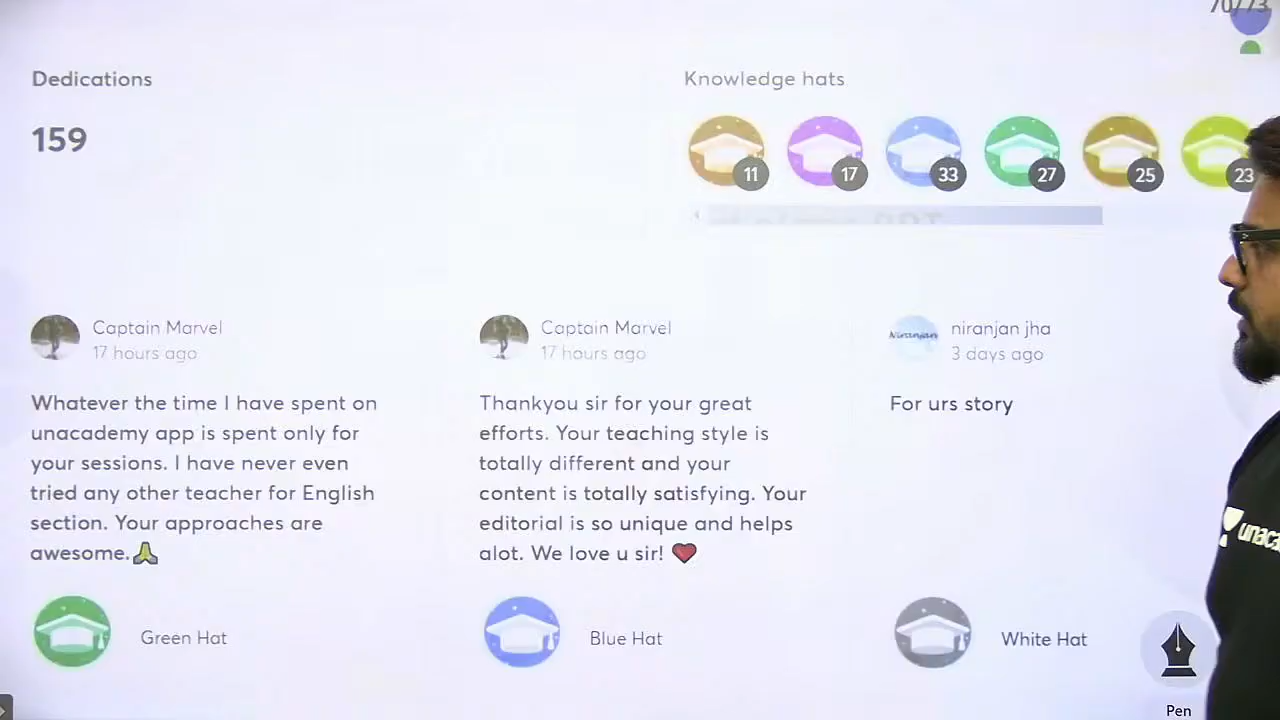 70/73
Dedications
Knowledge hats
159
11
17
33
27
25
23
Captain Marvel
17 hours ago
Captain Marvel
17 hours ago
Niranjan
niranjan jha
3 days ago
Whatever the time I have spent on
unacademy app is spent only for
your sessions. I have never even
tried any other teacher for English
section. Your approaches are
awesome.🙏
Thankyou sir for your great
efforts. Your teaching style is
totally different and your
content is totally satisfying. Your
editorial is so unique and helps
alot. We love u sir! ❤️
For urs story
Green Hat
Blue Hat
White Hat
Pen